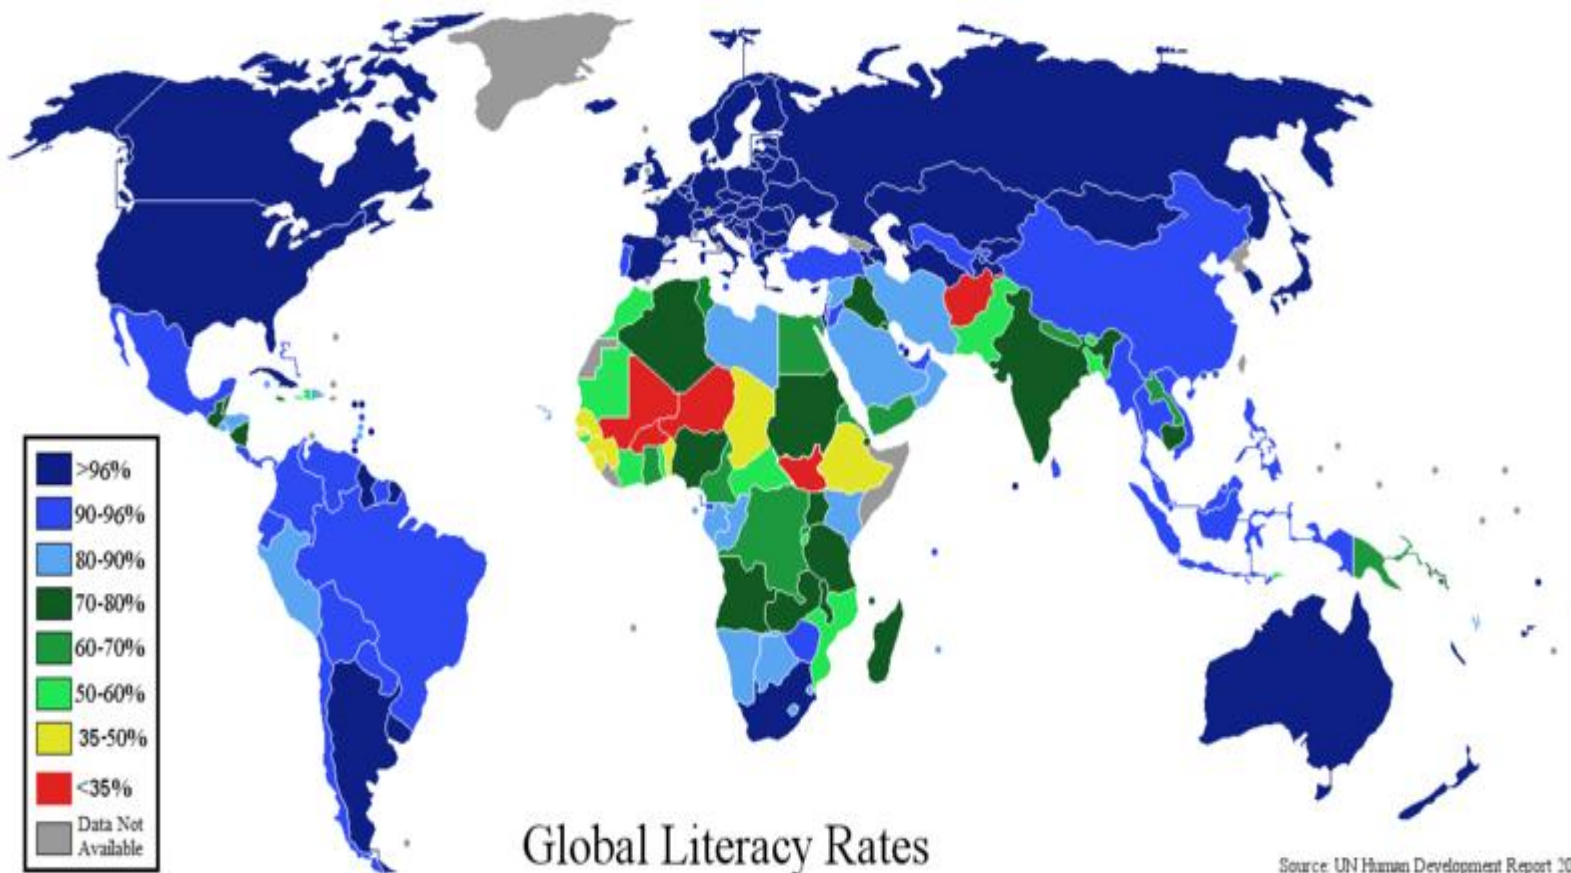 >96%
90-96%
80-90%
70-80%
60-70%
50-60%
35-50%
<35%
Data Not
Available
Global Literacy Rates
Source: UN Human Development Report 20